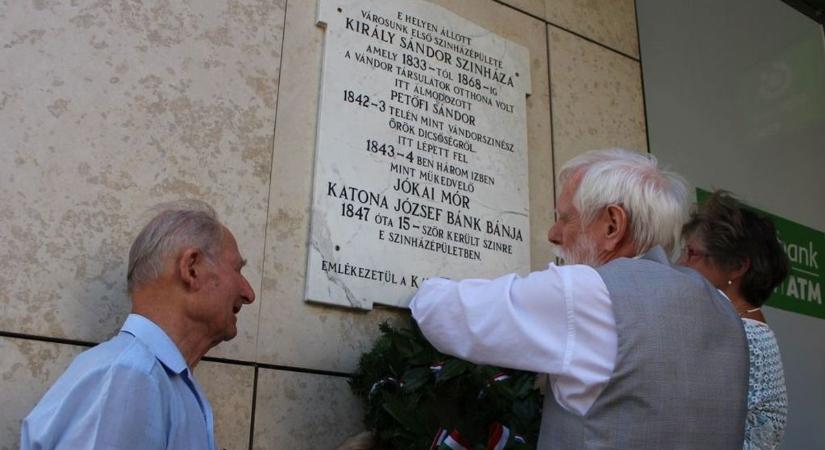 E HELYEN ÁLLOTT
VÁROSUNK ELSŐ SZINHÁZÉPÜLETE
KIRÁLY SÁNDOR SZINHÁZA
AMELY 1833-TÓL 1868-IG
A VÁNDOR TÁRSULATOK OTTHONA VOLT
ITT ÁLMODOZOTT
PETŐFI SÁNDOR
1842-3 TELÉN MINT VÁNDORSZINÉSZ
ÖRÖK DICSŐSÉGRŐL.
ITT LÉPETT FEL
1843-4 BEN HÁROM IZBEN
MINT MÜKEDVELŐ
JÓKAI MÓR
KATONA JÓZSEF BÁNK BÁNJA
1847 ÓTA 15-SZÖR KERÜLT SZINRE
E SZINHÁZÉPÜLETBEN.
EMLÉKEZETÜL A
bank
ATM